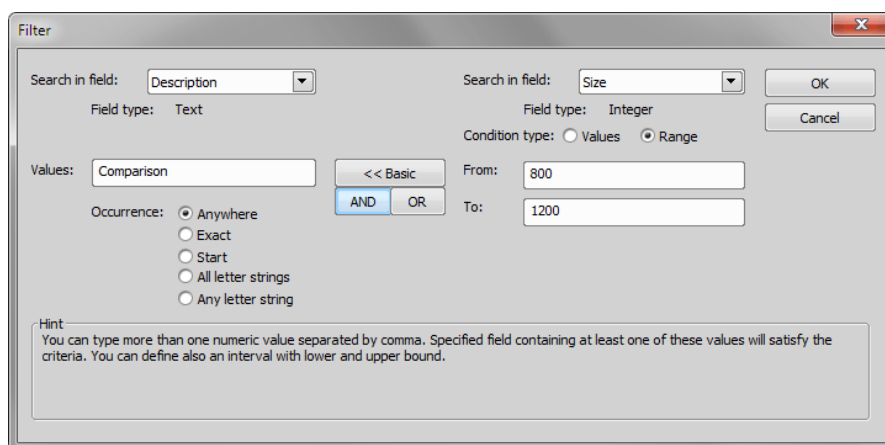 Filter
X
Search in field: Description
Field type: Text
Values: Comparison
Occurrence: Anywhere
Exact
Start
All letter strings
Any letter string
<< Basic
AND OR
Search in field: Size
Field type: Integer
Condition type: Values Range
From: 800
To: 1200
OK
Cancel
Hint
You can type more than one numeric value separated by comma. Specified field containing at least one of these values will satisfy the
criteria. You can define also an interval with lower and upper bound.